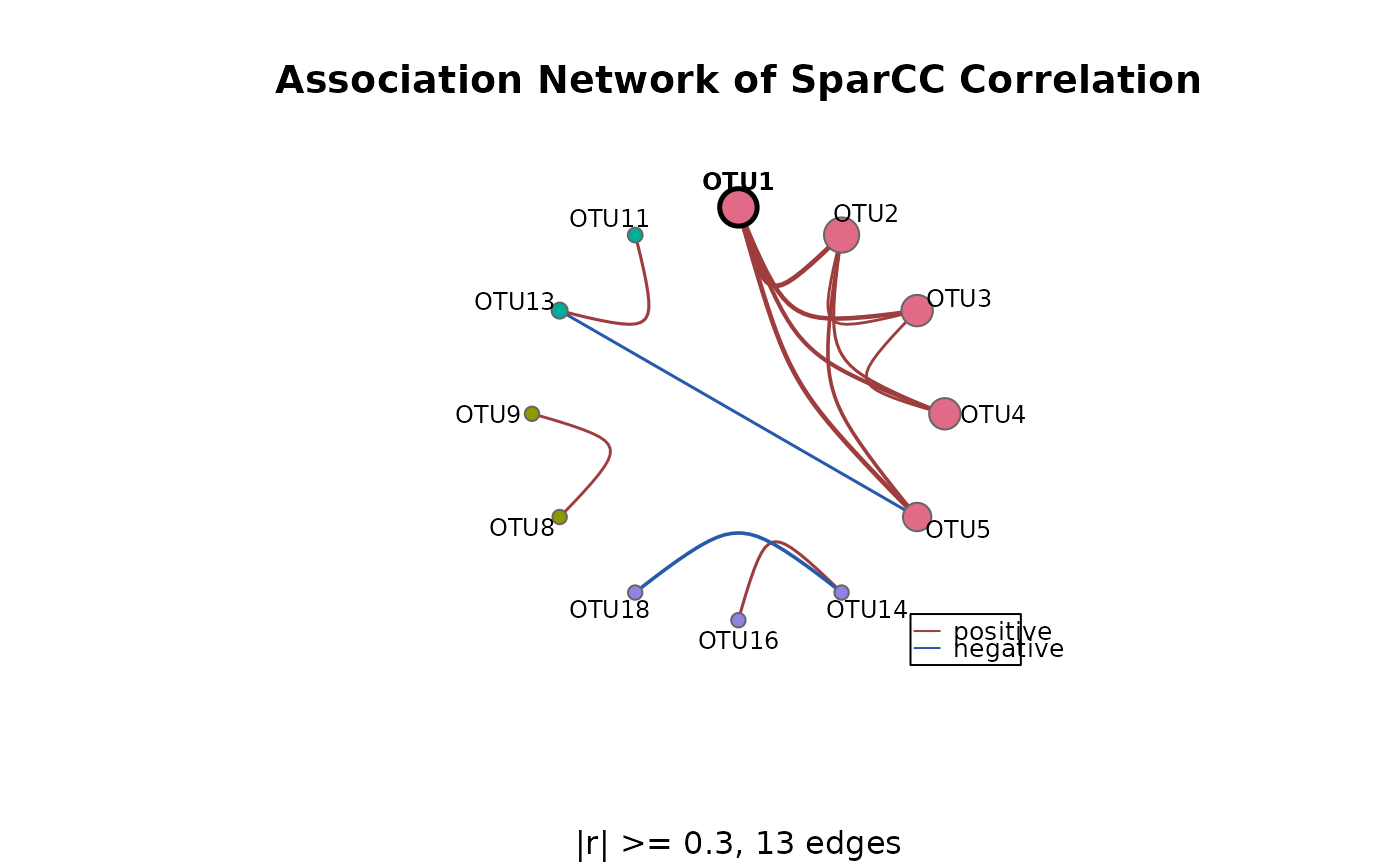 Association Network of SparCC Correlation
OTU1
OTU2
OTU11
OTU3
OTU13
OTU9
OTU4
OTU8
OTU5
OTU18
OTU14
OTU16
positive
negative
|r| >= 0.3, 13 edges